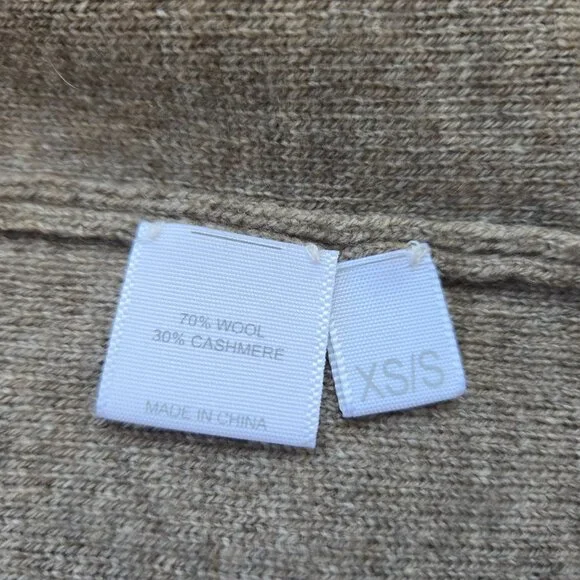 70% WOOL
30% CASHMERE
MADE IN CHINA
XS/S